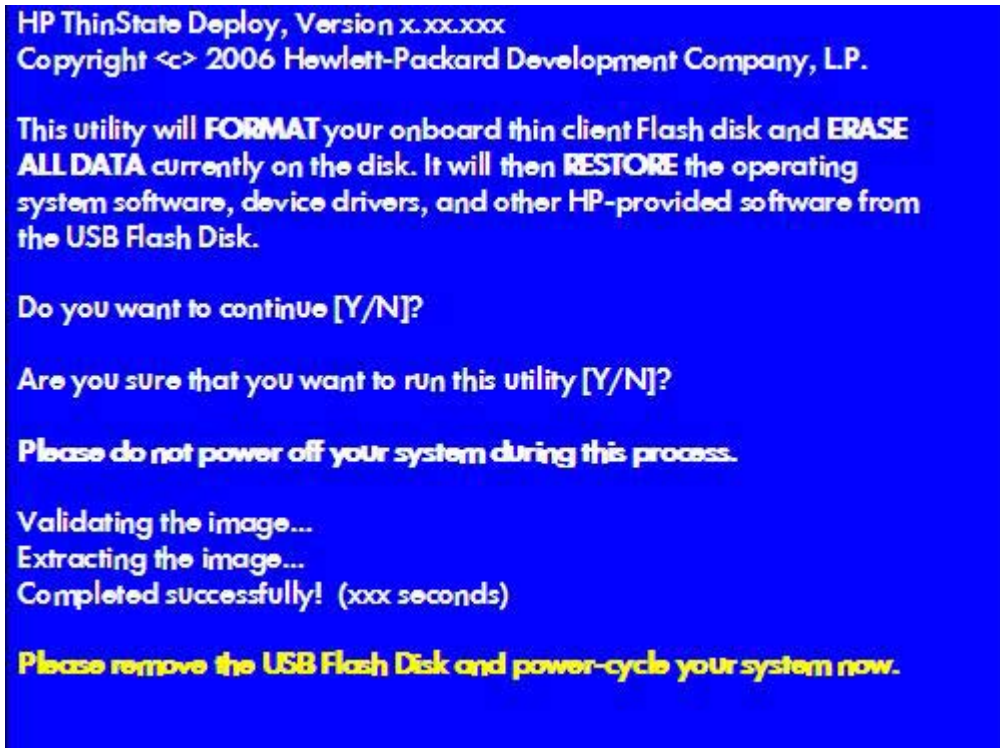 HP ThinState Deploy, Version x.xx.xxx
Copyright <c> 2006 Hewlett-Packard Development Company, L.P.
This utility will FORMAT your onboard thin client Flash disk and ERASE
ALL DATA currently on the disk. It will then RESTORE the operating
system software, device drivers, and other HP-provided software from
the USB Flash Disk.
Do you want to continue [Y/N]?
Are you sure that you want to run this utility [Y/N]?
Please do not power off your system during this process.
Validating the image...
Extracting the image...
Completed successfully!  (xxx seconds)
Please remove the USB Flash Disk and power-cycle your system now.